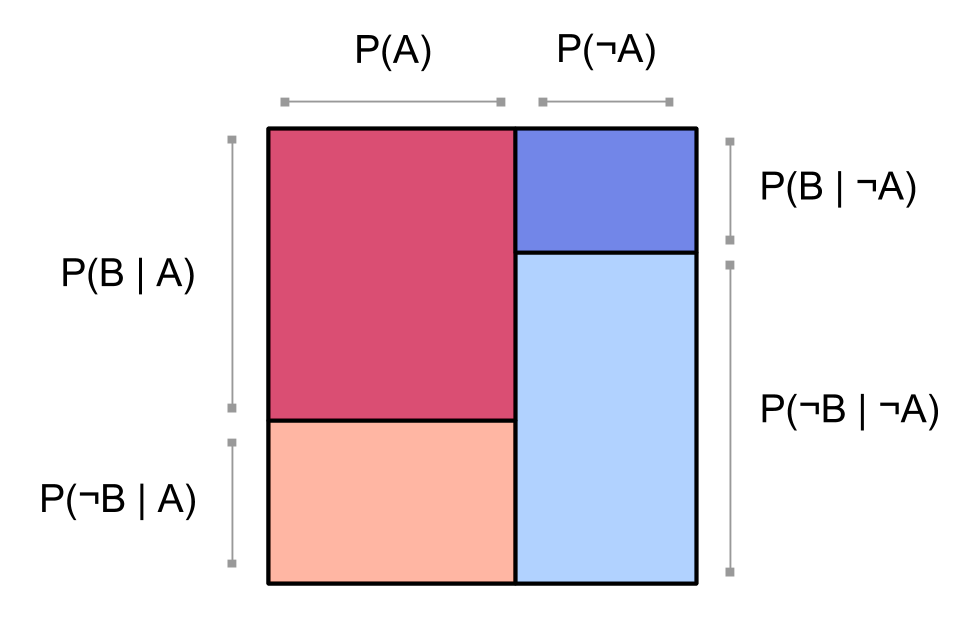 P(A)
P(¬A)
P(B | ¬A)
P(B | A)
P(¬B | ¬A)
P(¬B | A)